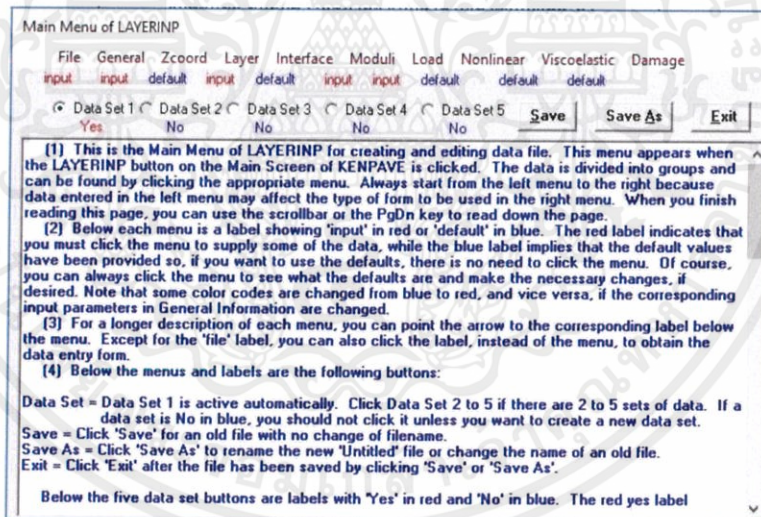 Main Menu of LAYERINP
File General Zcoord Layer Interface Moduli Load Nonlinear Viscoelastic Damage
input input default input default input input default default default
Data Set 1 Data Set 2 Data Set 3 Data Set 4 Data Set 5 Save Save As Exit
Yes No No No No
(1) This is the Main Menu of LAYERINP for creating and editing data file. This menu appears when
the LAYERINP button on the Main Screen of KENPAVE is clicked. The data is divided into groups and
can be found by clicking the appropriate menu. Always start from the left menu to the right because
data entered in the left menu may affect the type of form to be used in the right menu. When you finish
reading this page, you can use the scrollbar or the PgDn key to read down the page.
(2) Below each menu is a label showing 'input' in red or 'default' in blue. The red label indicates that
you must click the menu to supply some of the data, while the blue label implies that the default values
have been provided so, if you want to use the defaults, there is no need to click the menu. Of course,
you can always click the menu to see what the defaults are and make the necessary changes, if
desired. Note that some color codes are changed from blue to red, and vice versa, if the corresponding
input parameters in General Information are changed.
(3) For a longer description of each menu, you can point the arrow to the corresponding label below
the menu. Except for the 'file' label, you can also click the label, instead of the menu, to obtain the
data entry form.
(4) Below the menus and labels are the following buttons:
Data Set = Data Set 1 is active automatically. Click Data Set 2 to 5 if there are 2 to 5 sets of data. If a
data set is No in blue, you should not click it unless you want to create a new data set.
Save = Click 'Save' for an old file with no change of filename.
Save As = Click 'Save As' to rename the new 'Untitled' file or change the name of an old file.
Exit = Click 'Exit' after the file has been saved by clicking 'Save' or 'Save As'.
Below the five data set buttons are labels with 'Yes' in red and 'No' in blue. The red yes label